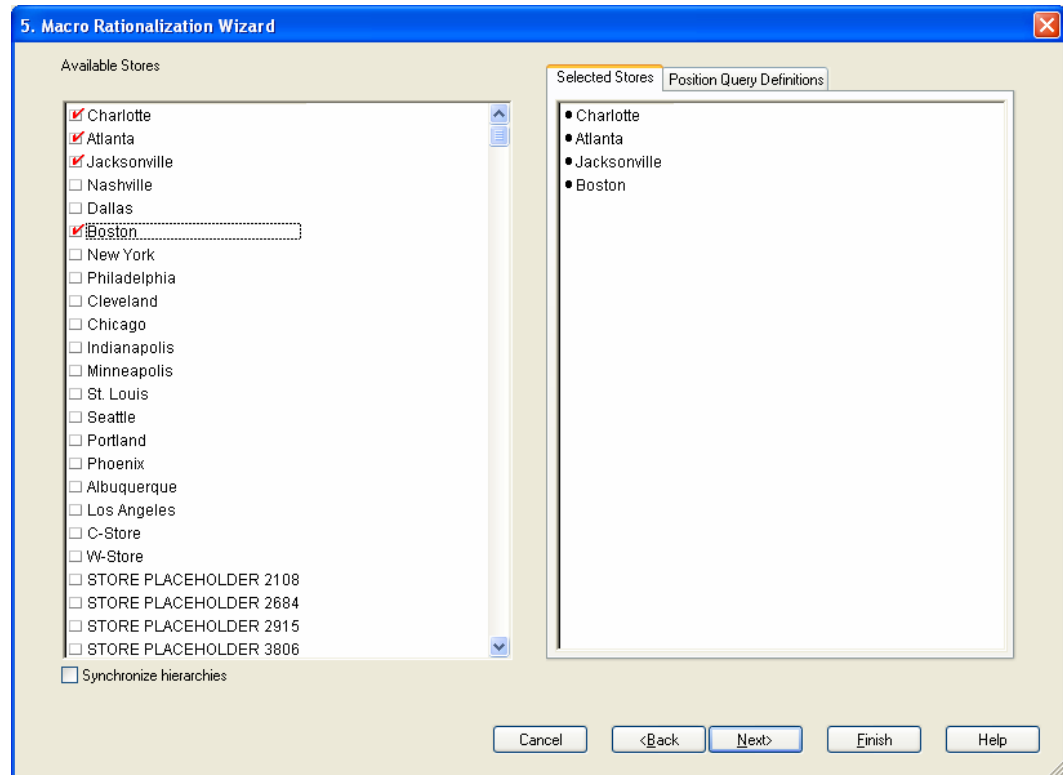 5. Macro Rationalization Wizard
Available Stores
Charlotte
Atlanta
Jacksonville
Nashville
Dallas
Boston
New York
Philadelphia
Cleveland
Chicago
Indianapolis
Minneapolis
St. Louis
Seattle
Portland
Phoenix
Albuquerque
Los Angeles
C-Store
W-Store
STORE PLACEHOLDER 2108
STORE PLACEHOLDER 2684
STORE PLACEHOLDER 2915
STORE PLACEHOLDER 3806
Synchronize hierarchies
Selected Stores Position Query Definitions
• Charlotte
• Atlanta
• Jacksonville
• Boston
Cancel <Back Next> Finish Help